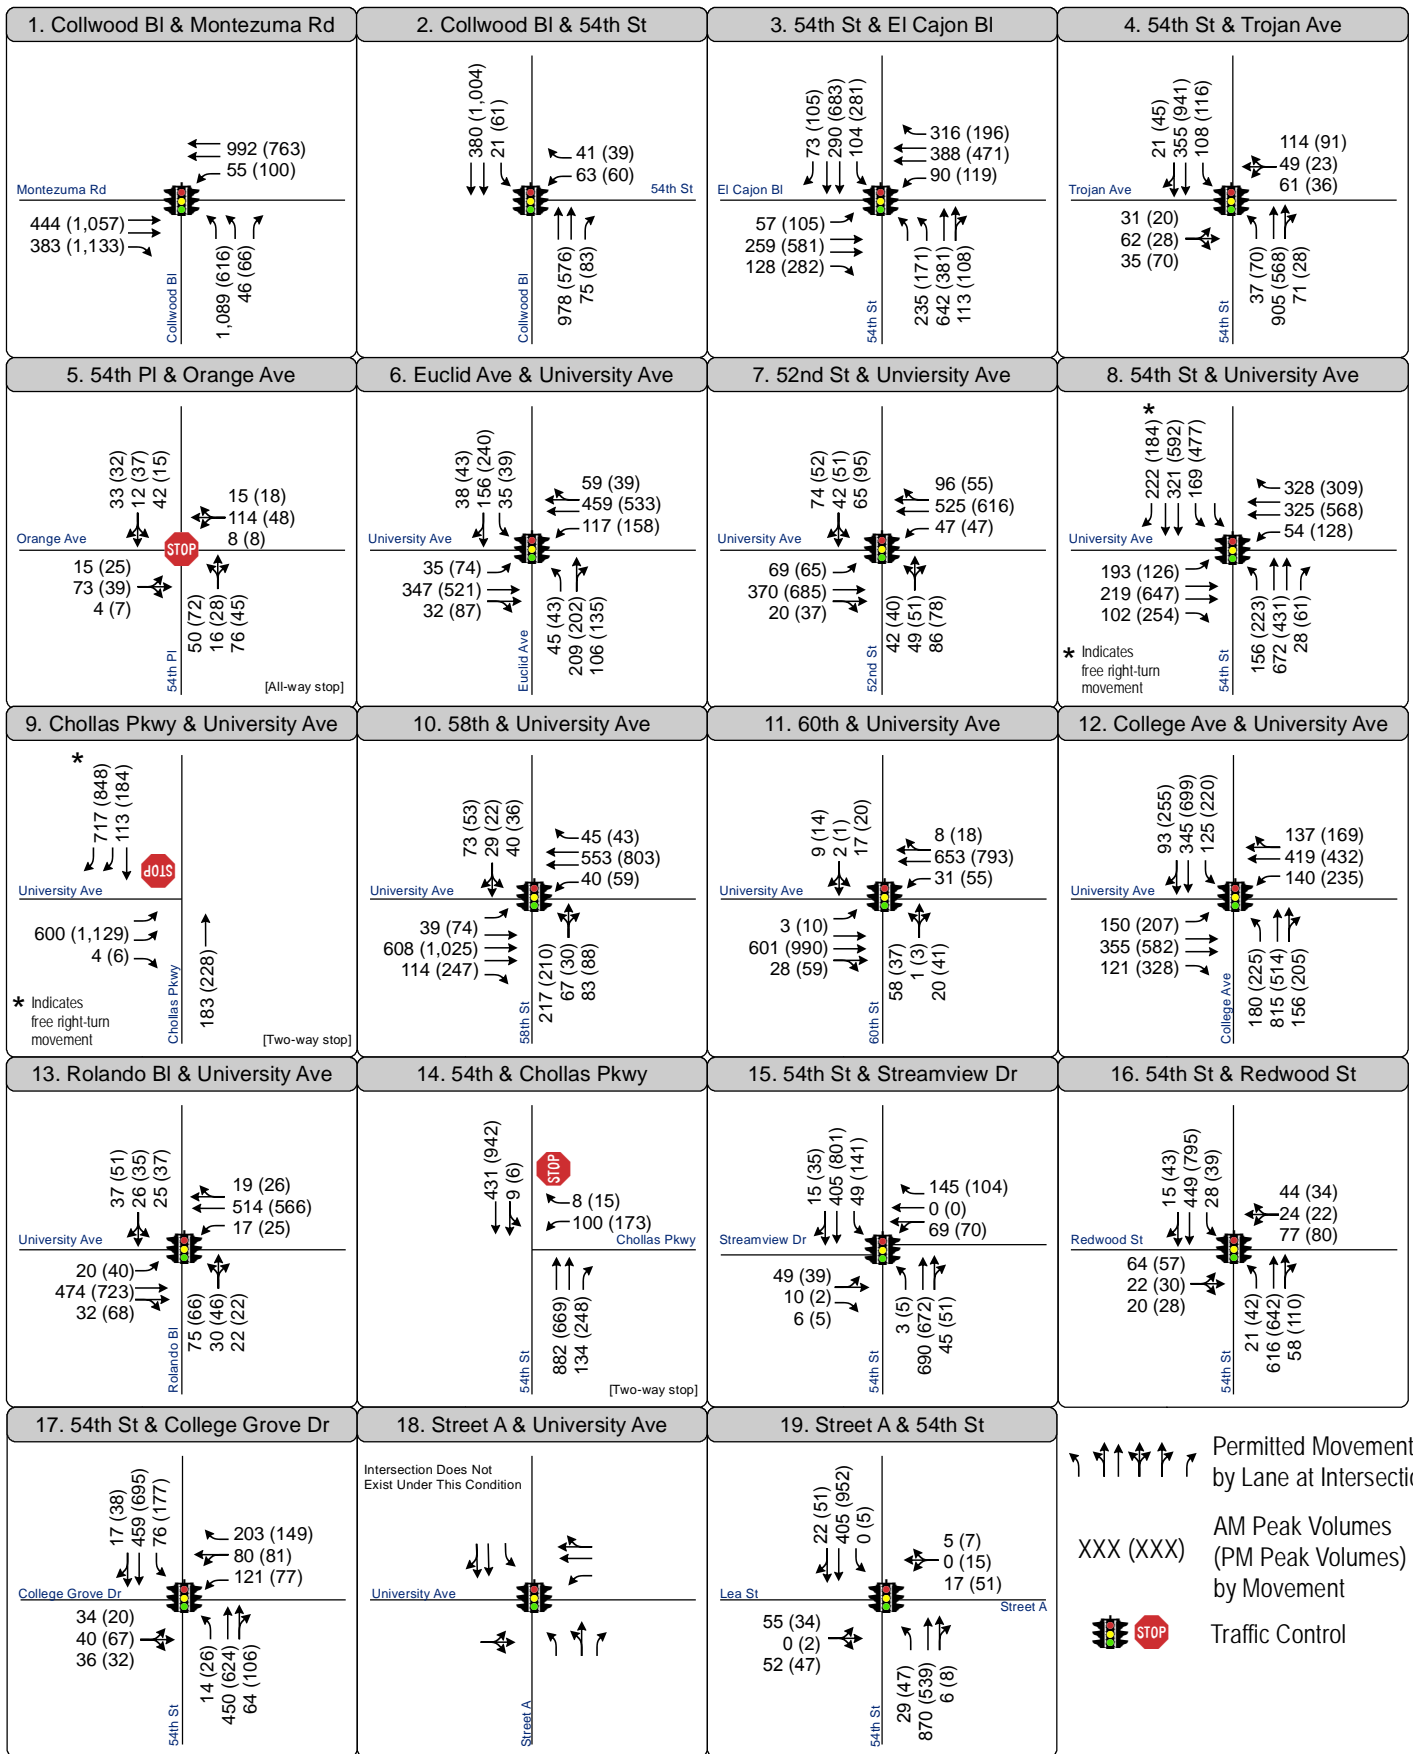 1. Collwood Bl & Montezuma Rd
992 (763)
55 (100)
Montezuma Rd
444 (1,057)
383 (1,133)
Collwood Bl
1,089 (616)
46 (66)
2. Collwood Bl & 54th St
380 (1,004)
21 (61)
41 (39)
63 (60)
54th St
Collwood Bl
978 (576)
75 (83)
3. 54th St & El Cajon Bl
73 (105)
290 (683)
104 (281)
316 (196)
388 (471)
90 (119)
El Cajon Bl
57 (105)
259 (581)
128 (282)
54th St
235 (171)
642 (381)
113 (108)
4. 54th St & Trojan Ave
21 (45)
355 (941)
108 (116)
114 (91)
49 (23)
61 (36)
Trojan Ave
31 (20)
62 (28)
35 (70)
54th St
37 (70)
905 (568)
71 (28)
5. 54th Pl & Orange Ave
33 (32)
12 (37)
42 (15)
15 (18)
114 (48)
8 (8)
Orange Ave
STOP
15 (25)
73 (39)
4 (7)
54th Pl
50 (72)
16 (28)
76 (45)
[All-way stop]
6. Euclid Ave & University Ave
38 (43)
156 (240)
35 (39)
59 (39)
459 (533)
117 (158)
University Ave
35 (74)
347 (521)
32 (87)
Euclid Ave
45 (43)
209 (202)
106 (135)
7. 52nd St & Unviersity Ave
74 (52)
42 (51)
65 (95)
96 (55)
525 (616)
47 (47)
University Ave
69 (65)
370 (685)
20 (37)
52nd St
42 (40)
49 (51)
86 (78)
8. 54th St & University Ave
*
222 (184)
321 (592)
169 (477)
328 (309)
325 (568)
54 (128)
University Ave
193 (126)
219 (647)
102 (254)
* Indicates
free right-turn
movement
54th St
156 (223)
672 (431)
28 (61)
9. Chollas Pkwy & University Ave
*
717 (848)
113 (184)
STOP
University Ave
600 (1,129)
4 (6)
* Indicates
free right-turn
movement
Chollas Pkwy
183 (228)
[Two-way stop]
10. 58th & University Ave
73 (53)
29 (22)
40 (36)
45 (43)
553 (803)
40 (59)
University Ave
39 (74)
608 (1,025)
114 (247)
58th St
217 (210)
67 (30)
83 (88)
11. 60th & University Ave
9 (14)
2 (1)
17 (20)
8 (18)
653 (793)
31 (55)
University Ave
3 (10)
601 (990)
28 (59)
60th St
58 (37)
1 (3)
20 (41)
12. College Ave & University Ave
93 (255)
345 (699)
125 (220)
137 (169)
419 (432)
140 (235)
University Ave
150 (207)
355 (582)
121 (328)
College Ave
180 (225)
815 (514)
156 (205)
13. Rolando Bl & University Ave
37 (51)
26 (35)
25 (37)
19 (26)
514 (566)
17 (25)
University Ave
20 (40)
474 (723)
32 (68)
Rolando Bl
75 (66)
30 (46)
22 (22)
14. 54th & Chollas Pkwy
431 (942)
9 (6)
STOP
8 (15)
100 (173)
Chollas Pkwy
54th St
882 (669)
134 (248)
[Two-way stop]
15. 54th St & Streamview Dr
15 (35)
405 (801)
49 (141)
145 (104)
0 (0)
69 (70)
Streamview Dr
49 (39)
10 (2)
6 (5)
54th St
3 (5)
690 (672)
45 (51)
16. 54th St & Redwood St
15 (43)
449 (795)
28 (39)
44 (34)
24 (22)
77 (80)
Redwood St
64 (57)
22 (30)
20 (28)
54th St
21 (42)
616 (642)
58 (110)
17. 54th St & College Grove Dr
17 (38)
459 (695)
76 (177)
203 (149)
80 (81)
121 (77)
College Grove Dr
34 (20)
40 (67)
36 (32)
54th St
14 (26)
450 (624)
64 (106)
18. Street A & University Ave
Intersection Does Not
Exist Under This Condition
University Ave
Street A
19. Street A & 54th St
22 (51)
405 (952)
0 (5)
5 (7)
0 (15)
17 (51)
Lea St
Street A
55 (34)
0 (2)
52 (47)
54th St
29 (47)
870 (539)
6 (8)
Permitted Movement
by Lane at Intersectio
XXX (XXX)
AM Peak Volumes
(PM Peak Volumes)
by Movement
STOP
Traffic Control